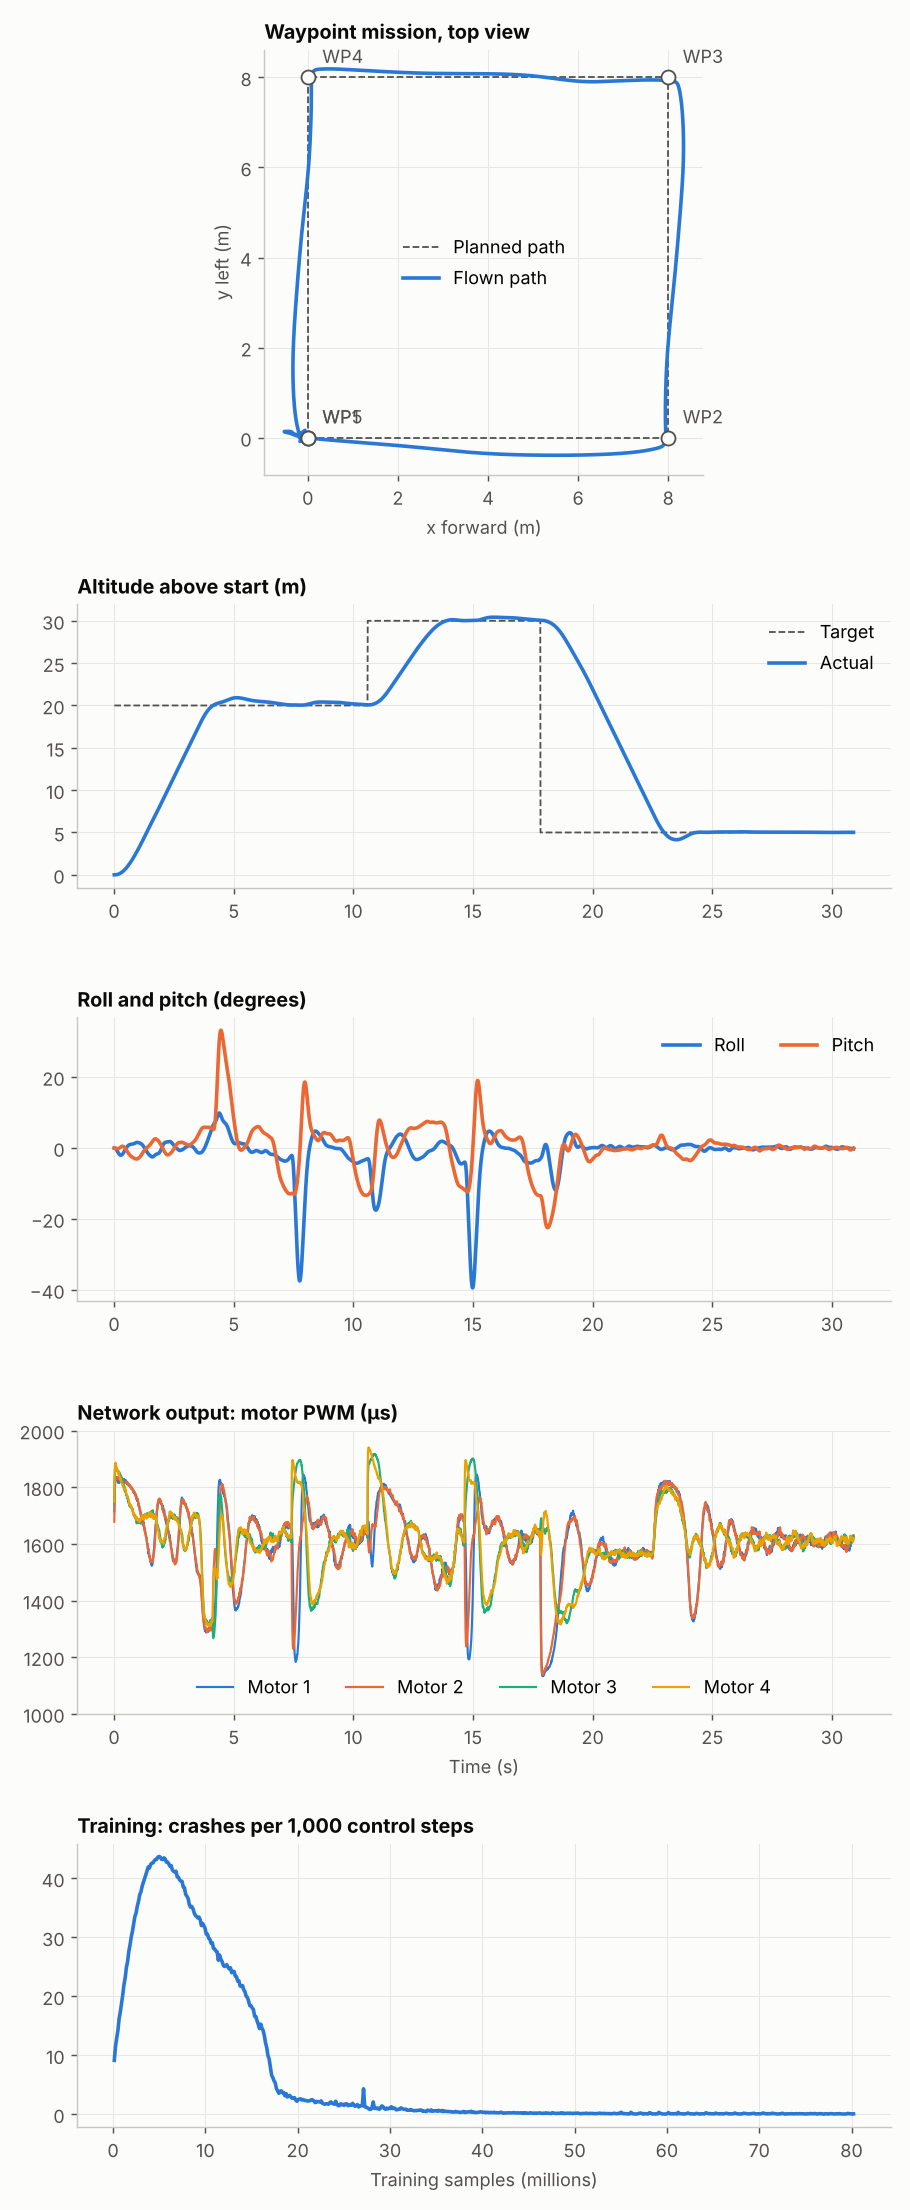 Waypoint mission, top view
WP4
WP3
8
6
4
2
0
y left (m)
Planned path
Flown path
WP2
0 2 4 6 8
x forward (m)
Altitude above start (m)
30
25
20
15
10
5
0
Target
Actual
0 5 10 15 20 25 30
Roll and pitch (degrees)
Roll Pitch
20
0
−20
−40
0 5 10 15 20 25 30
Network output: motor PWM (µs)
2000
1800
1600
1400
1200
1000
Motor 1 Motor 2 Motor 3 Motor 4
0 5 10 15 20 25 30
Time (s)
Training: crashes per 1,000 control steps
40
30
20
10
0
0 10 20 30 40 50 60 70 80
Training samples (millions)